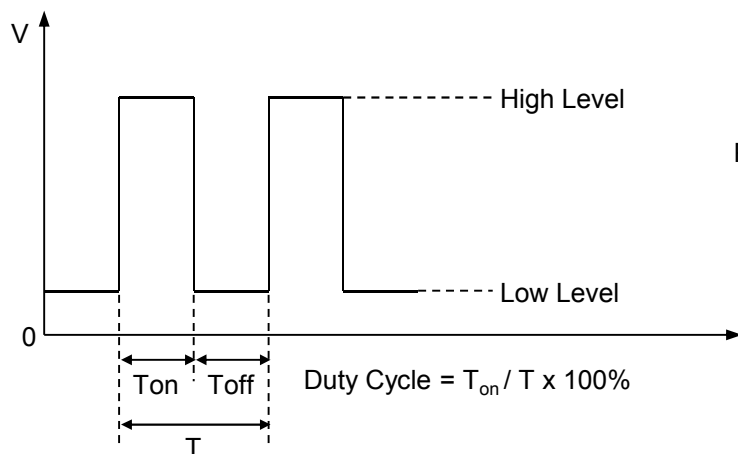 V
High Level
Low Level
0
Ton
Toff
Duty Cycle = Ton / T x 100%
T